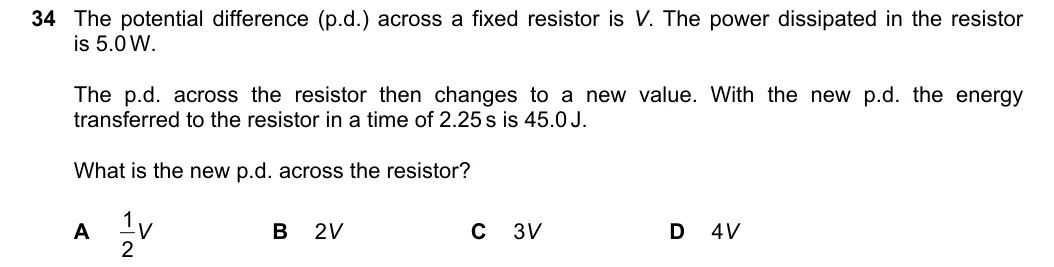 34 The potential difference (p.d.) across a fixed resistor is V. The power dissipated in the resistor
is 5.0 W.
The p.d. across the resistor then changes to a new value. With the new p.d. the energy
transferred to the resistor in a time of 2.25 s is 45.0 J.
What is the new p.d. across the resistor?
A 1/2 V B 2V C 3V D 4V